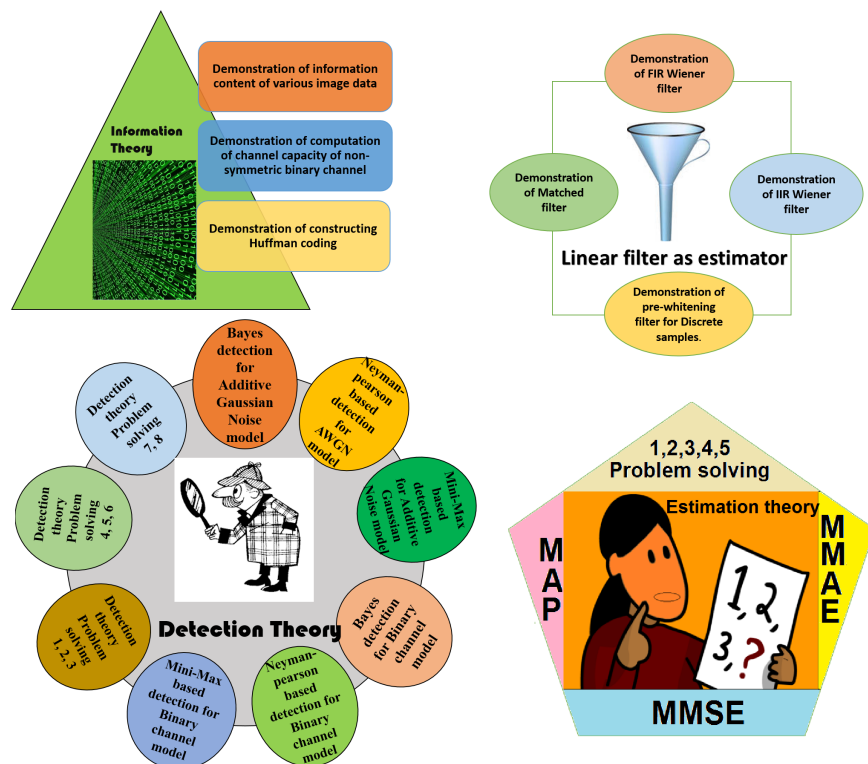 Information
Theory
Demonstration of information
content of various image data
Demonstration of computation
of channel capacity of non-
symmetric binary channel
Demonstration of constructing
Huffman coding
Demonstration
of FIR Wiener
filter
Demonstration
of Matched
filter
Demonstration
of IIR Wiener
filter
Linear filter as estimator
Demonstration of
pre-whitening
filter for Discrete
samples.
Bayes
detection
for
Additive
Gaussian
Noise
model
Neyman-
pearson
based
detection
for
AWGN
model
Mini-Max
based
detection
for Additive
Gaussian
Noise model
Bayes
detection
for Binary
channel
model
Neyman-
pearson based
detection for
Binary
channel
model
Mini-Max
based
detection for
Binary
channel
model
Detection
theory
Problem
solving
1, 2, 3
Detection
theory
Problem
solving
4, 5, 6
Detection
theory
Problem
solving
7, 8
Detection Theory
1,2,3,4,5
Problem solving
Estimation theory
MAP
MMAE
1,2,
3,?
MMSE